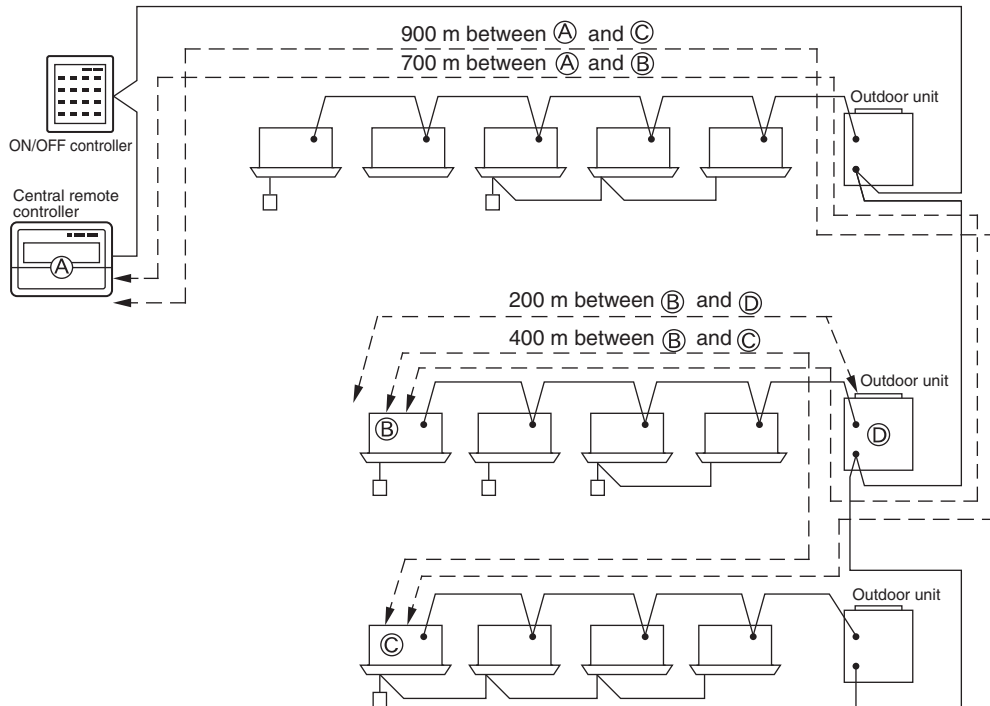 900 m between Ⓐ and Ⓒ
700 m between Ⓐ and Ⓑ
Outdoor unit
ON/OFF controller
Central remote
controller
Ⓐ
200 m between Ⓑ and Ⓓ
400 m between Ⓑ and Ⓒ
Outdoor unit
Ⓑ
Ⓓ
Outdoor unit
Ⓒ